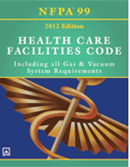 NFPA® 99
2012 Edition
HEALTH CARE
FACILITIES CODE
Including all Gas & Vacuum
System Requirements